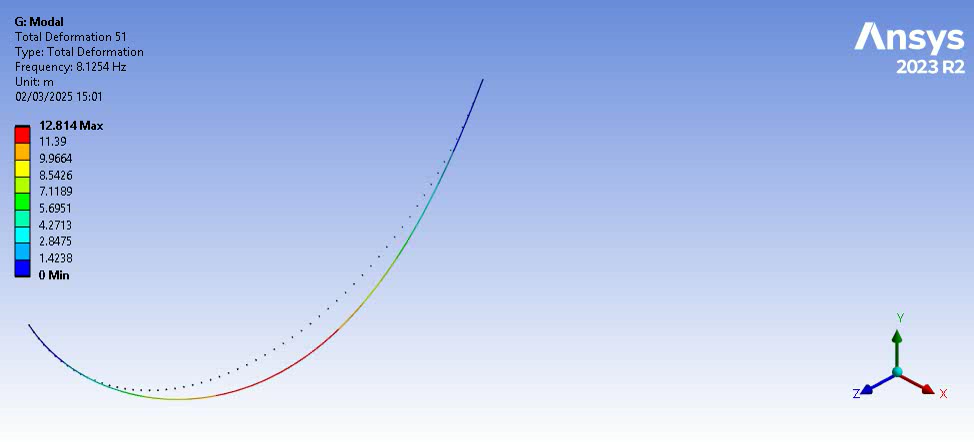 G: Modal
Total Deformation 51
Type: Total Deformation
Frequency: 8.1254 Hz
Unit: m
02/03/2025 15:01
Ansys
2023 R2
12.814 Max
11.39
9.9664
8.5426
7.1189
5.6951
4.2713
2.8475
1.4238
0 Min
Y
Z
X